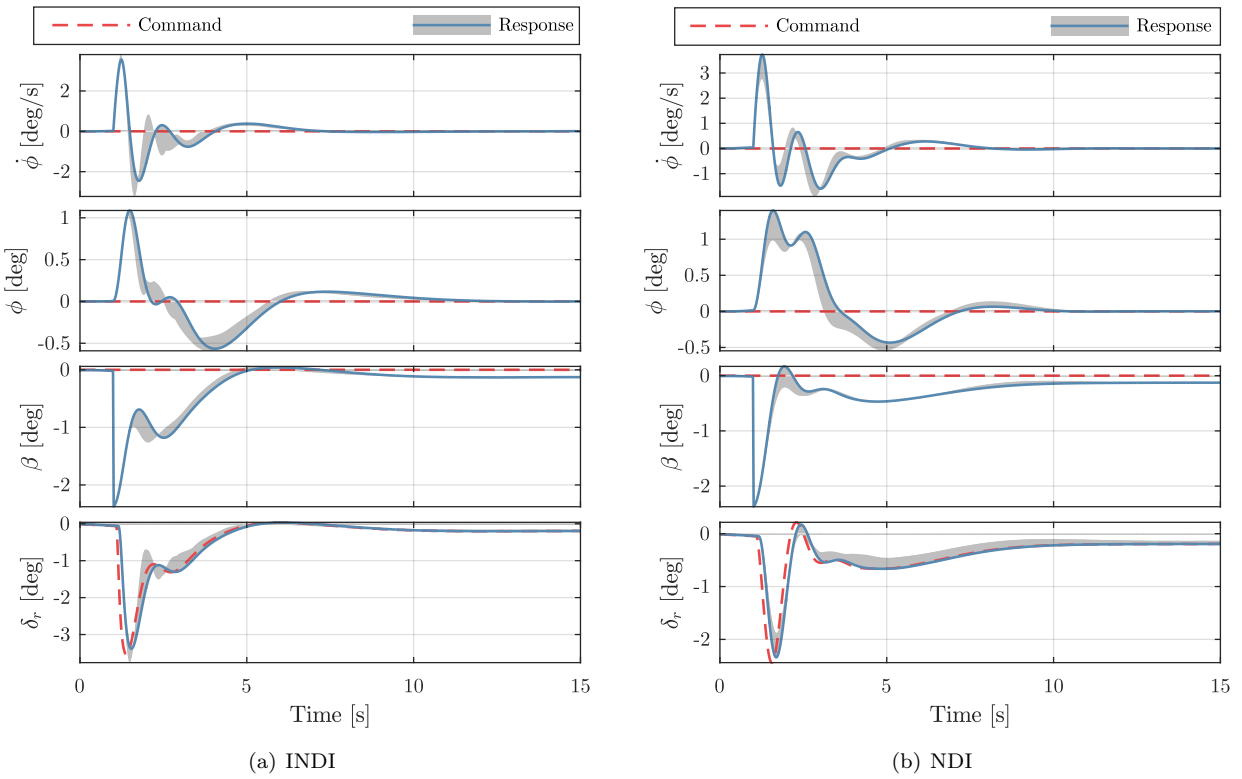 Command Response
Command Response
ϕ̇ [deg/s]
2
0
-2
ϕ̇ [deg/s]
3
2
1
0
-1
ϕ [deg]
1
0.5
0
-0.5
ϕ [deg]
1
0.5
0
-0.5
β [deg]
0
-1
-2
β [deg]
0
-1
-2
δr [deg]
0
-1
-2
-3
δr [deg]
0
-1
-2
0 5 10 15
0 5 10 15
Time [s]
Time [s]
(a) INDI
(b) NDI